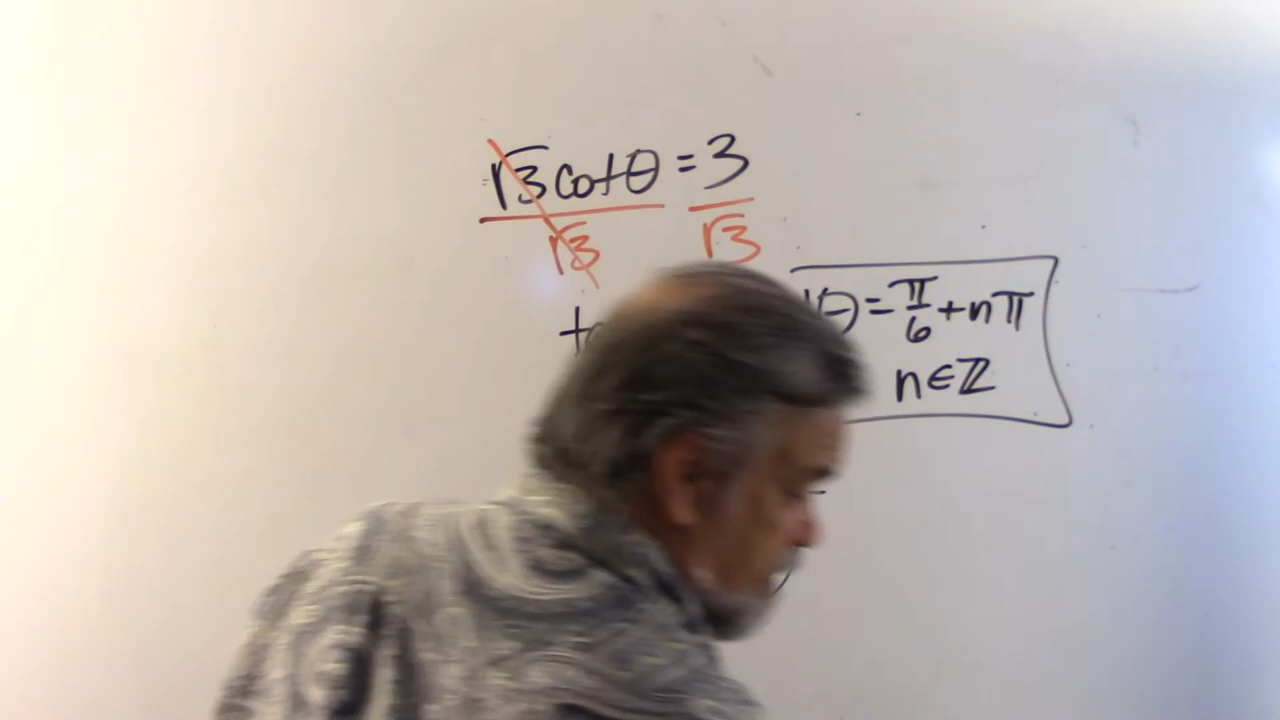 √3 cotθ = 3
√3 √3
θ = π/6 + nπ
n ∈ ℤ